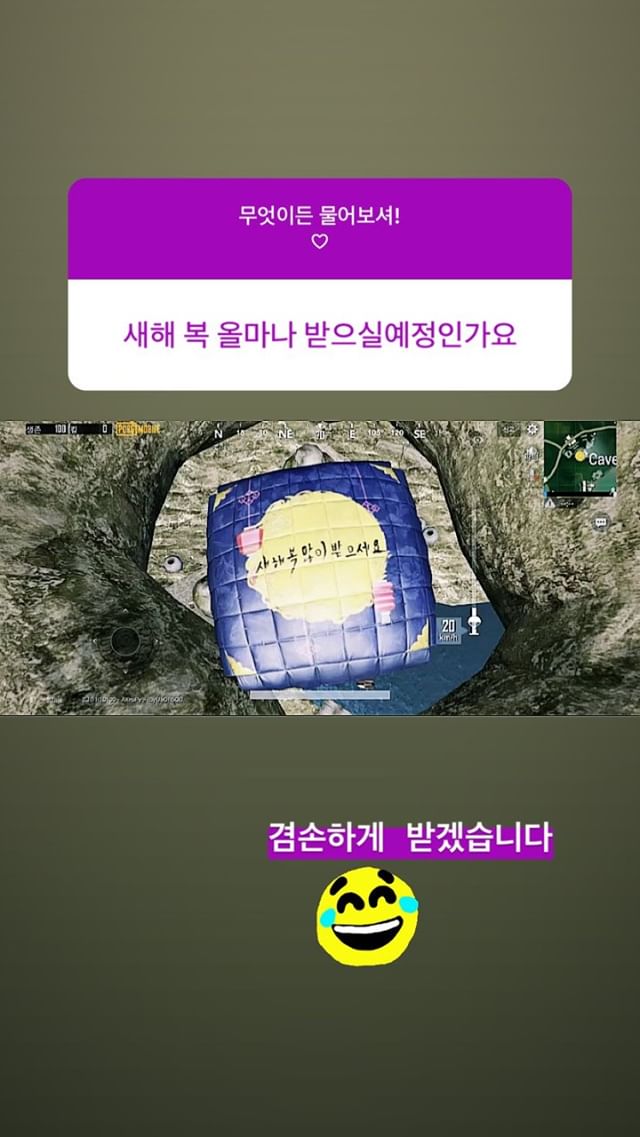 무엇이든 물어보셔!
♡
새해 복 올마나 받으실예정인가요
생존 100 킬 0 PUBG MOBILE
N 15 30 NE 60 E 105 120 SE
Cave
새해 복 많이 받으세요
20
km/h
겸손하게 받겠습니다